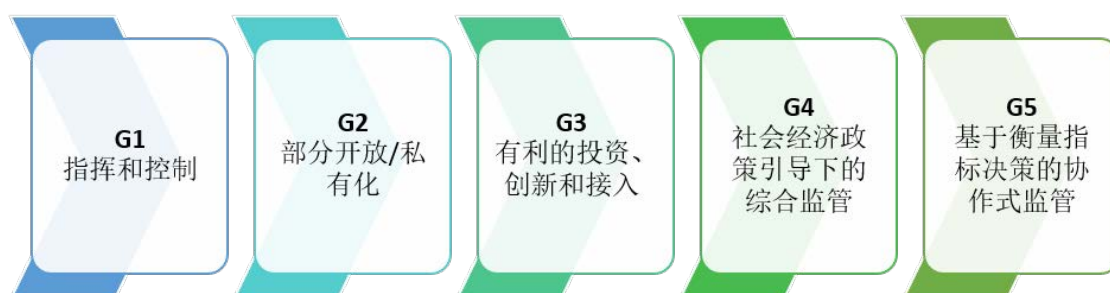 G1
指挥和控制
G2
部分开放/私
有化
G3
有利的投资、
创新和接入
G4
社会经济政
策引导下的
综合监管
G5
基于衡量指
标决策的协
作式监管